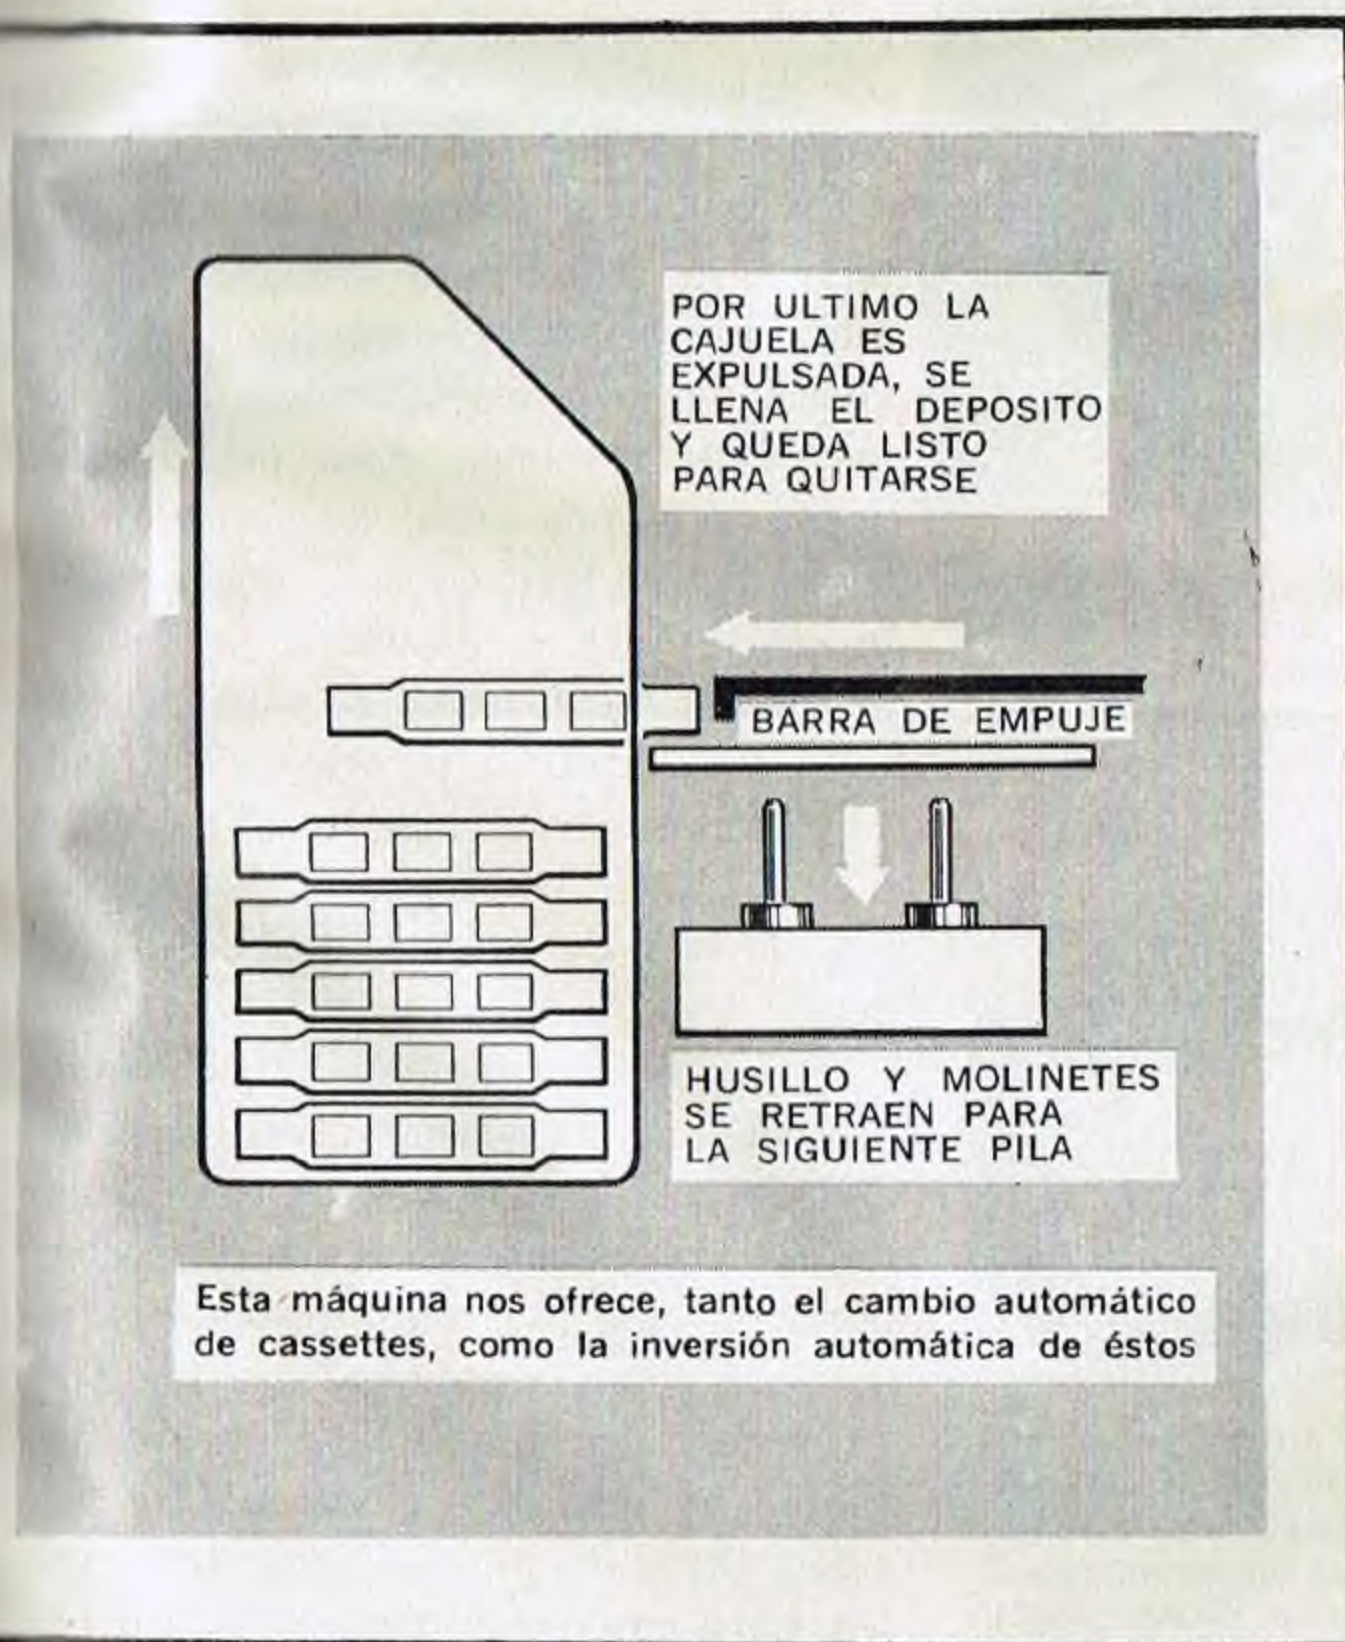 POR ULTIMO LA
CAJUELA ES
EXPULSADA, SE
LLENA EL DEPOSITO
Y QUEDA LISTO
PARA QUITARSE
BARRA DE EMPUJE
HUSILLO Y MOLINETES
SE RETRAEN PARA
LA SIGUIENTE PILA
Esta máquina nos ofrece, tanto el cambio automático
de cassettes, como la inversión automática de éstos